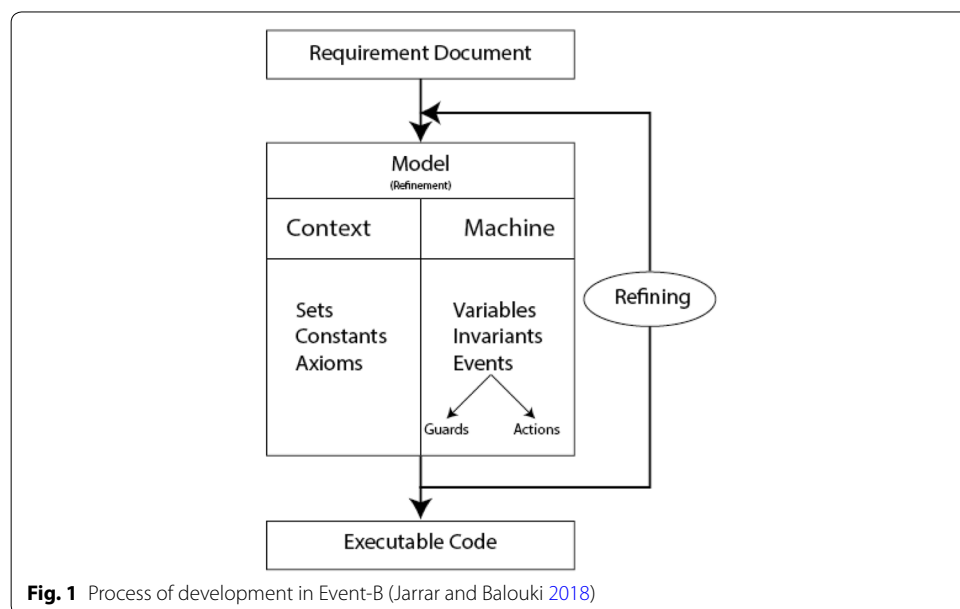 Requirement Document
Model
(Refinement)
Context
Machine
Sets
Constants
Axioms
Variables
Invariants
Events
Guards
Actions
Refining
Executable Code
Fig. 1 Process of development in Event-B (Jarrar and Balouki 2018)